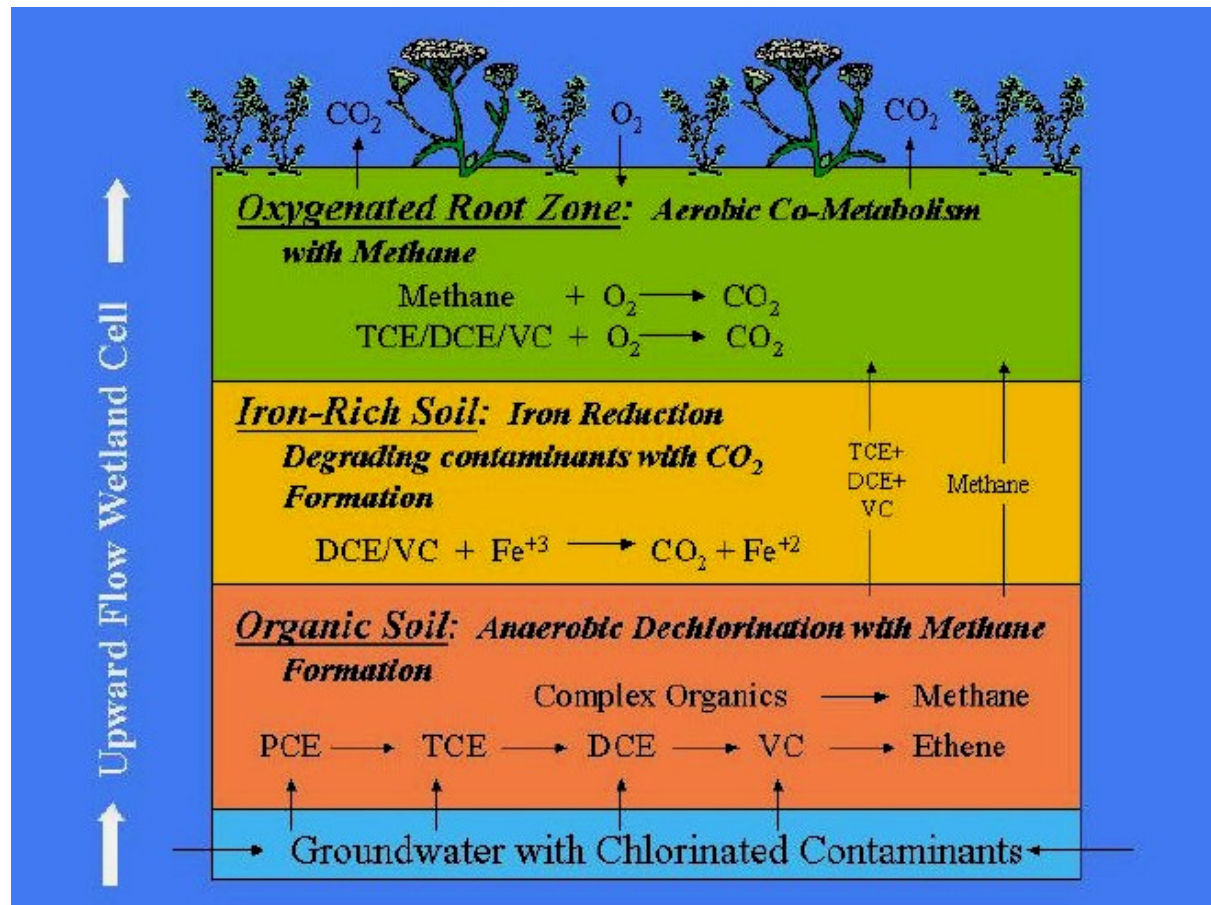 CO₂ O₂ CO₂
Oxygenated Root Zone: Aerobic Co-Metabolism
with Methane
Methane + O₂ → CO₂
TCE/DCE/VC + O₂ → CO₂
Iron-Rich Soil: Iron Reduction
Degrading contaminants with CO₂
Formation
DCE/VC + Fe⁺³ → CO₂ + Fe⁺²
TCE+
DCE+
VC
Methane
Organic Soil: Anaerobic Dechlorination with Methane
Formation
Complex Organics → Methane
PCE → TCE → DCE → VC → Ethene
Groundwater with Chlorinated Contaminants
Upward Flow Wetland Cell